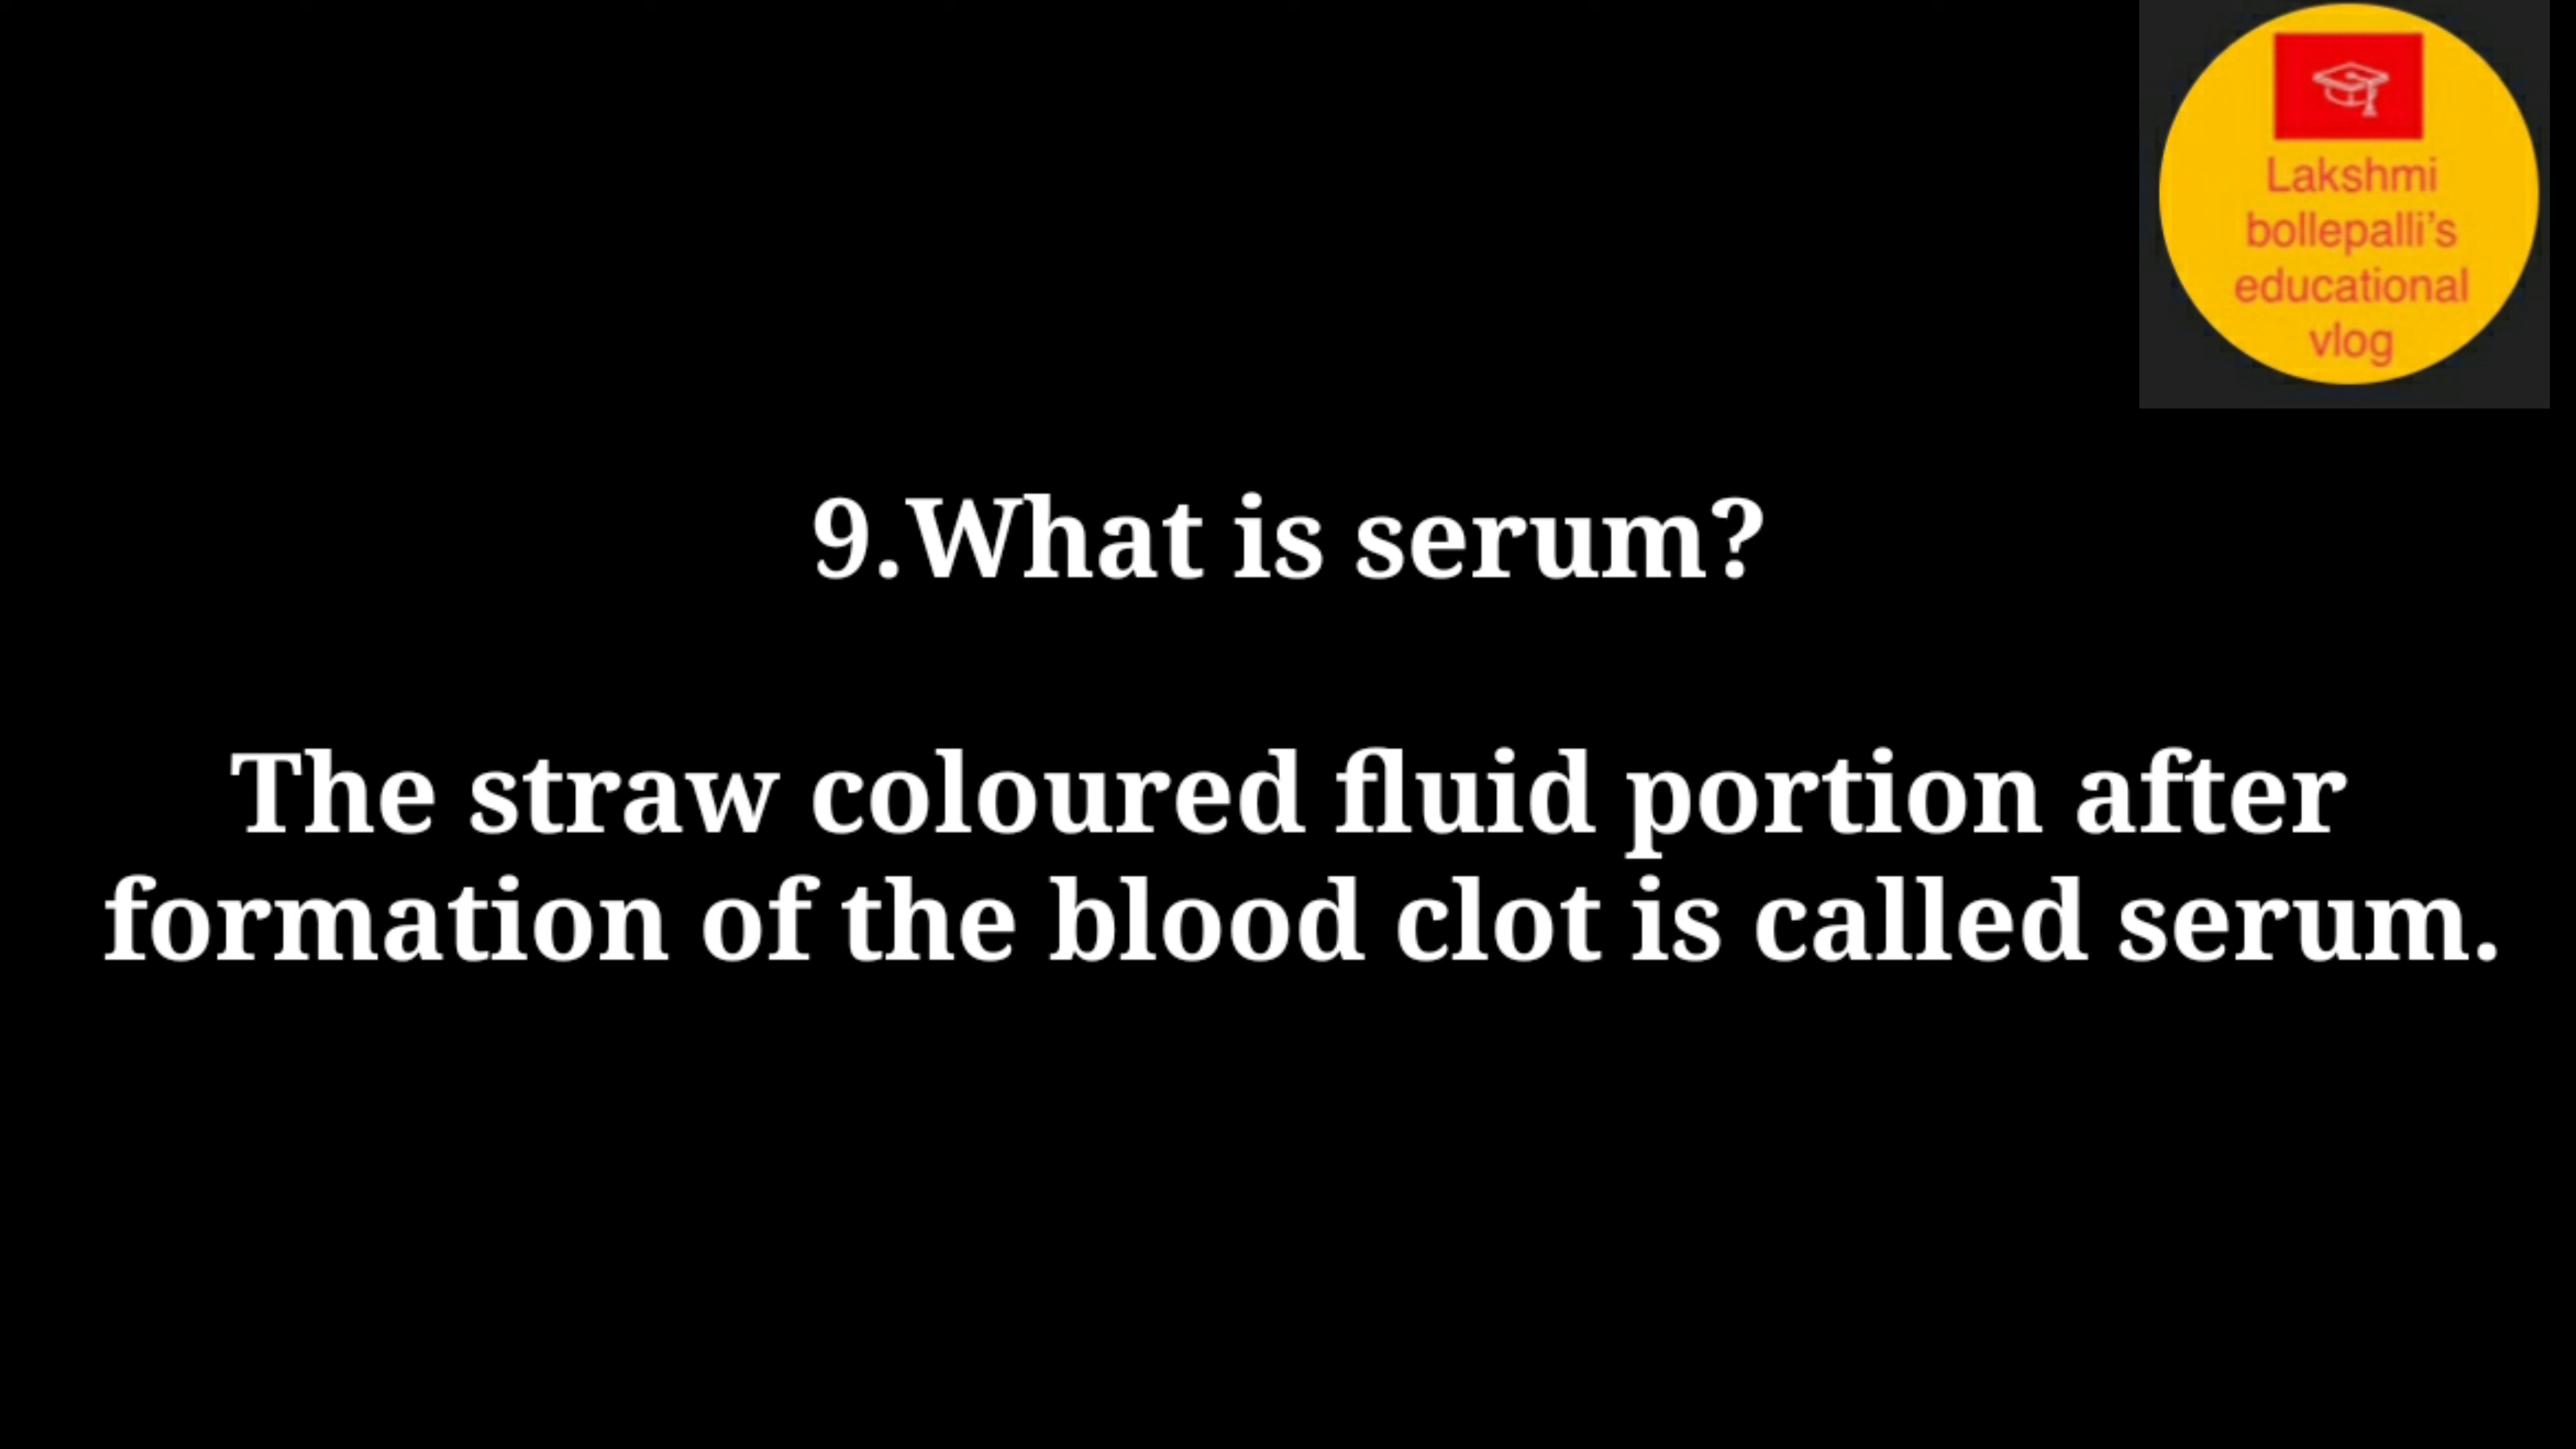 Lakshmi
bollepalli's
educational
vlog
9.What is serum?
The straw coloured fluid portion after
formation of the blood clot is called serum.